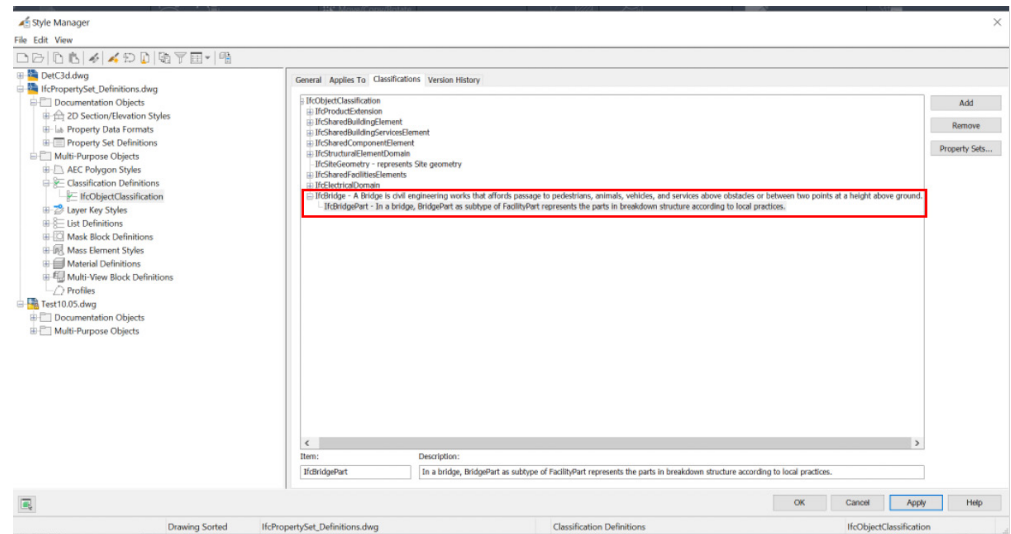 Style Manager
File Edit View
DetC3d.dwg
IfcPropertySet_Definitions.dwg
Documentation Objects
2D Section/Elevation Styles
Property Data Formats
Property Set Definitions
Multi-Purpose Objects
AEC Polygon Styles
Classification Definitions
IfcObjectClassification
Layer Key Styles
List Definitions
Mask Block Definitions
Mass Element Styles
Material Definitions
Multi-View Block Definitions
Profiles
Test10.05.dwg
Documentation Objects
Multi-Purpose Objects
General Applies To Classifications Version History
IfcObjectClassification
IfcProductExtension
IfcSharedBuildingElement
IfcSharedBuildingServicesElement
IfcSharedComponentElement
IfcStructuralElementDomain
IfcSiteGeometry - represents Site geometry
IfcSharedFacilitiesElements
IfcElectricalDomain
IfcBridge - A Bridge is civil engineering works that affords passage to pedestrians, animals, vehicles, and services above obstacles or between two points at a height above ground.
IfcBridgePart - In a bridge, BridgePart as subtype of FacilityPart represents the parts in breakdown structure according to local practices.
Add
Remove
Property Sets...
Item: Description:
IfcBridgePart In a bridge, BridgePart as subtype of FacilityPart represents the parts in breakdown structure according to local practices.
OK Cancel Apply Help
Drawing Sorted IfcPropertySet_Definitions.dwg Classification Definitions IfcObjectClassification